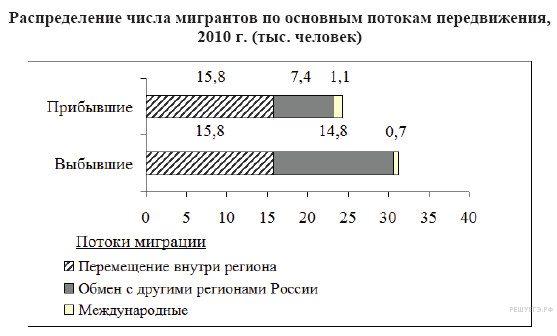 Распределение числа мигрантов по основным потокам передвижения,
2010 г. (тыс. человек)
15,8 7,4 1,1
Прибывшие
15,8 14,8 0,7
Выбывшие
0 5 10 15 20 25 30 35 40
Потоки миграции
Перемещение внутри региона
Обмен с другими регионами России
Международные
РЕШУЕГЭ.РФ